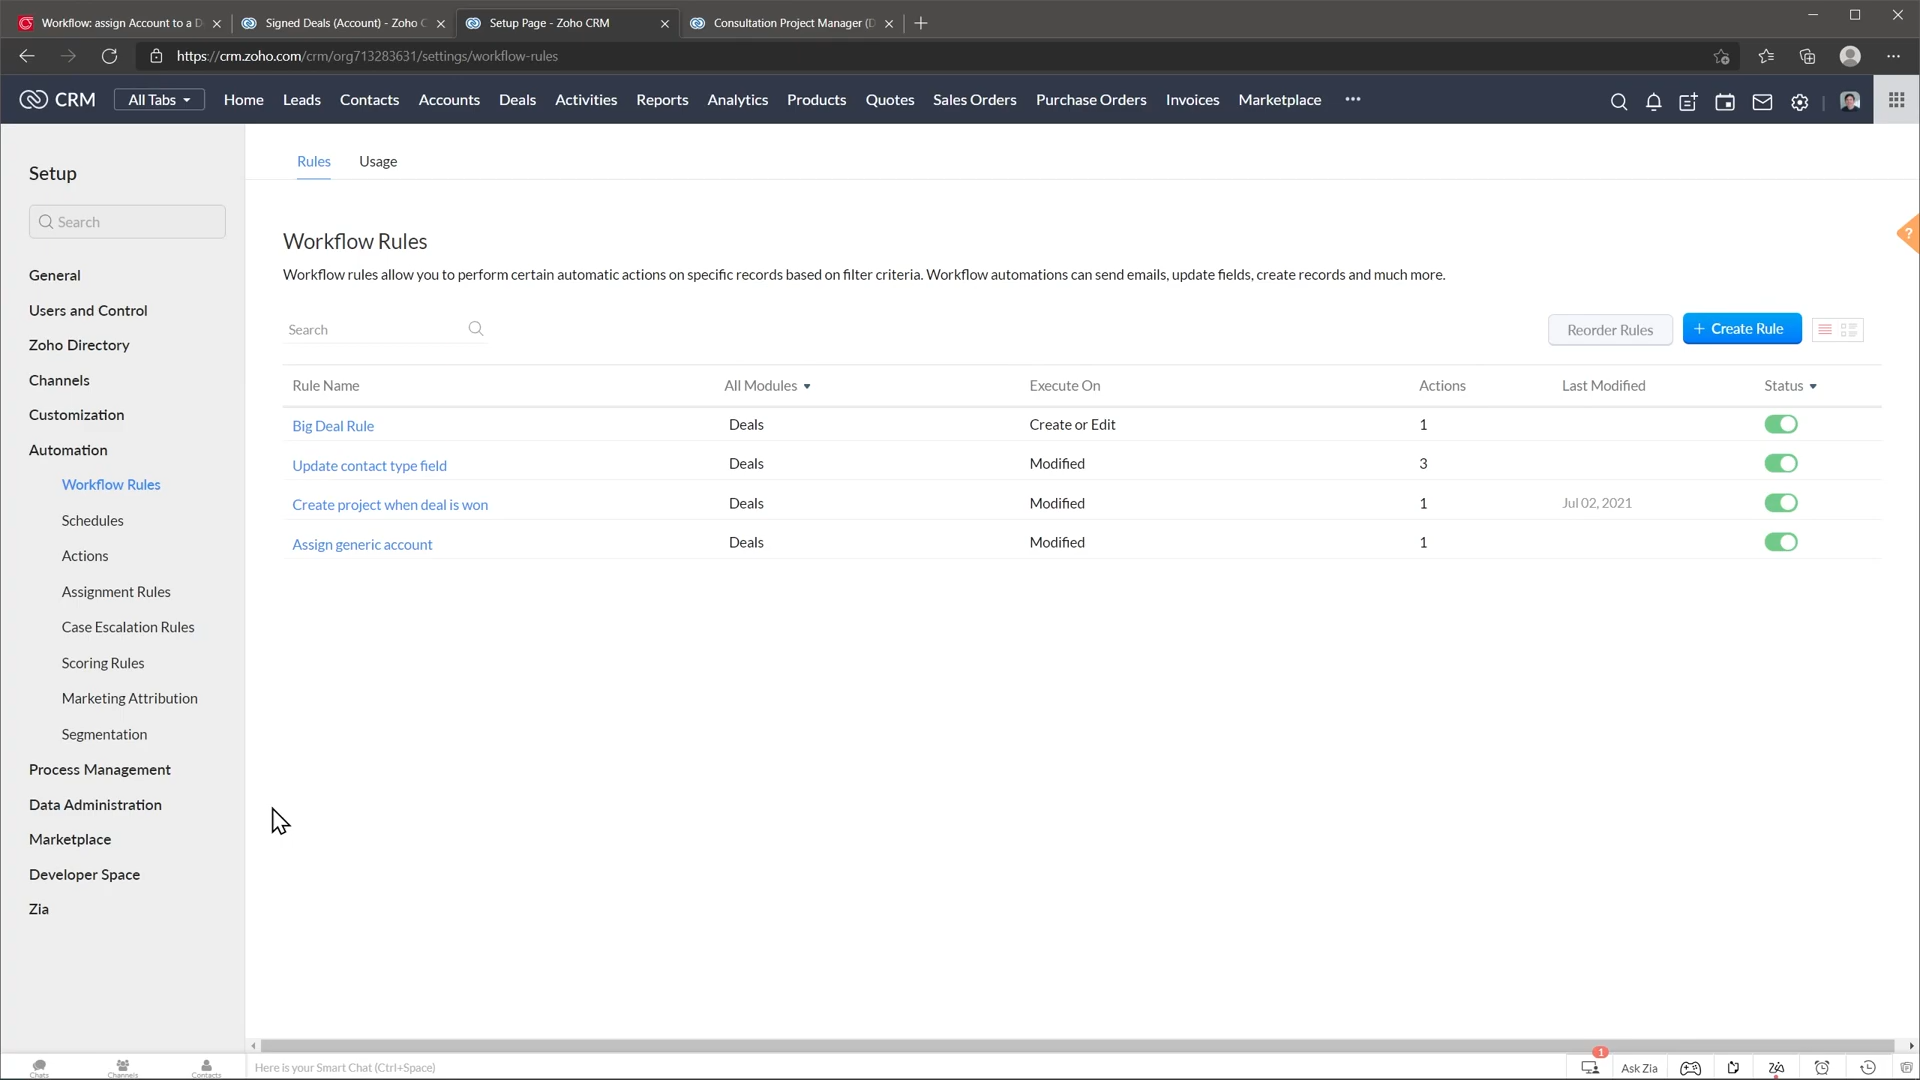 Workflow: assign Account to a D
Signed Deals (Account) - Zoho C
Setup Page - Zoho CRM
Consultation Project Manager (D
https://crm.zoho.com/crm/org713283631/settings/workflow-rules
CRM
All Tabs
Home
Leads
Contacts
Accounts
Deals
Activities
Reports
Analytics
Products
Quotes
Sales Orders
Purchase Orders
Invoices
Marketplace
Setup
Search
General
Users and Control
Zoho Directory
Channels
Customization
Automation
Workflow Rules
Schedules
Actions
Assignment Rules
Case Escalation Rules
Scoring Rules
Marketing Attribution
Segmentation
Process Management
Data Administration
Marketplace
Developer Space
Zia
Rules
Usage
Workflow Rules
Workflow rules allow you to perform certain automatic actions on specific records based on filter criteria. Workflow automations can send emails, update fields, create records and much more.
Search
Reorder Rules
+ Create Rule
?
Rule Name All Modules Execute On Actions Last Modified Status
Big Deal Rule Deals Create or Edit 1
Update contact type field Deals Modified 3
Create project when deal is won Deals Modified 1 Jul 02, 2021
Assign generic account Deals Modified 1
Chats
Channels
Contacts
Here is your Smart Chat (Ctrl+Space)
1
Ask Zia